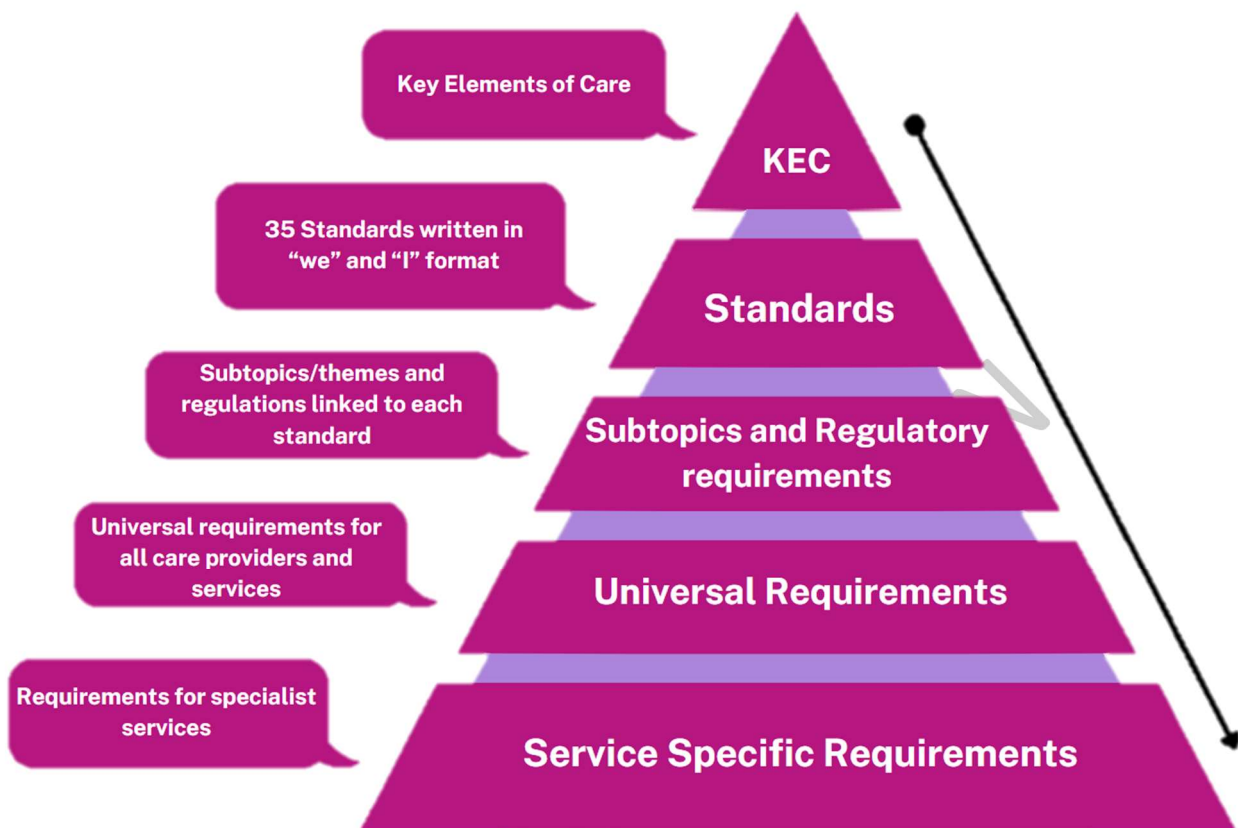 Key Elements of Care
KEC
35 Standards written in
“we” and “I” format
Standards
Subtopics/themes and
regulations linked to each
standard
Subtopics and Regulatory
requirements
Universal requirements for
all care providers and
services
Universal Requirements
Requirements for specialist
services
Service Specific Requirements